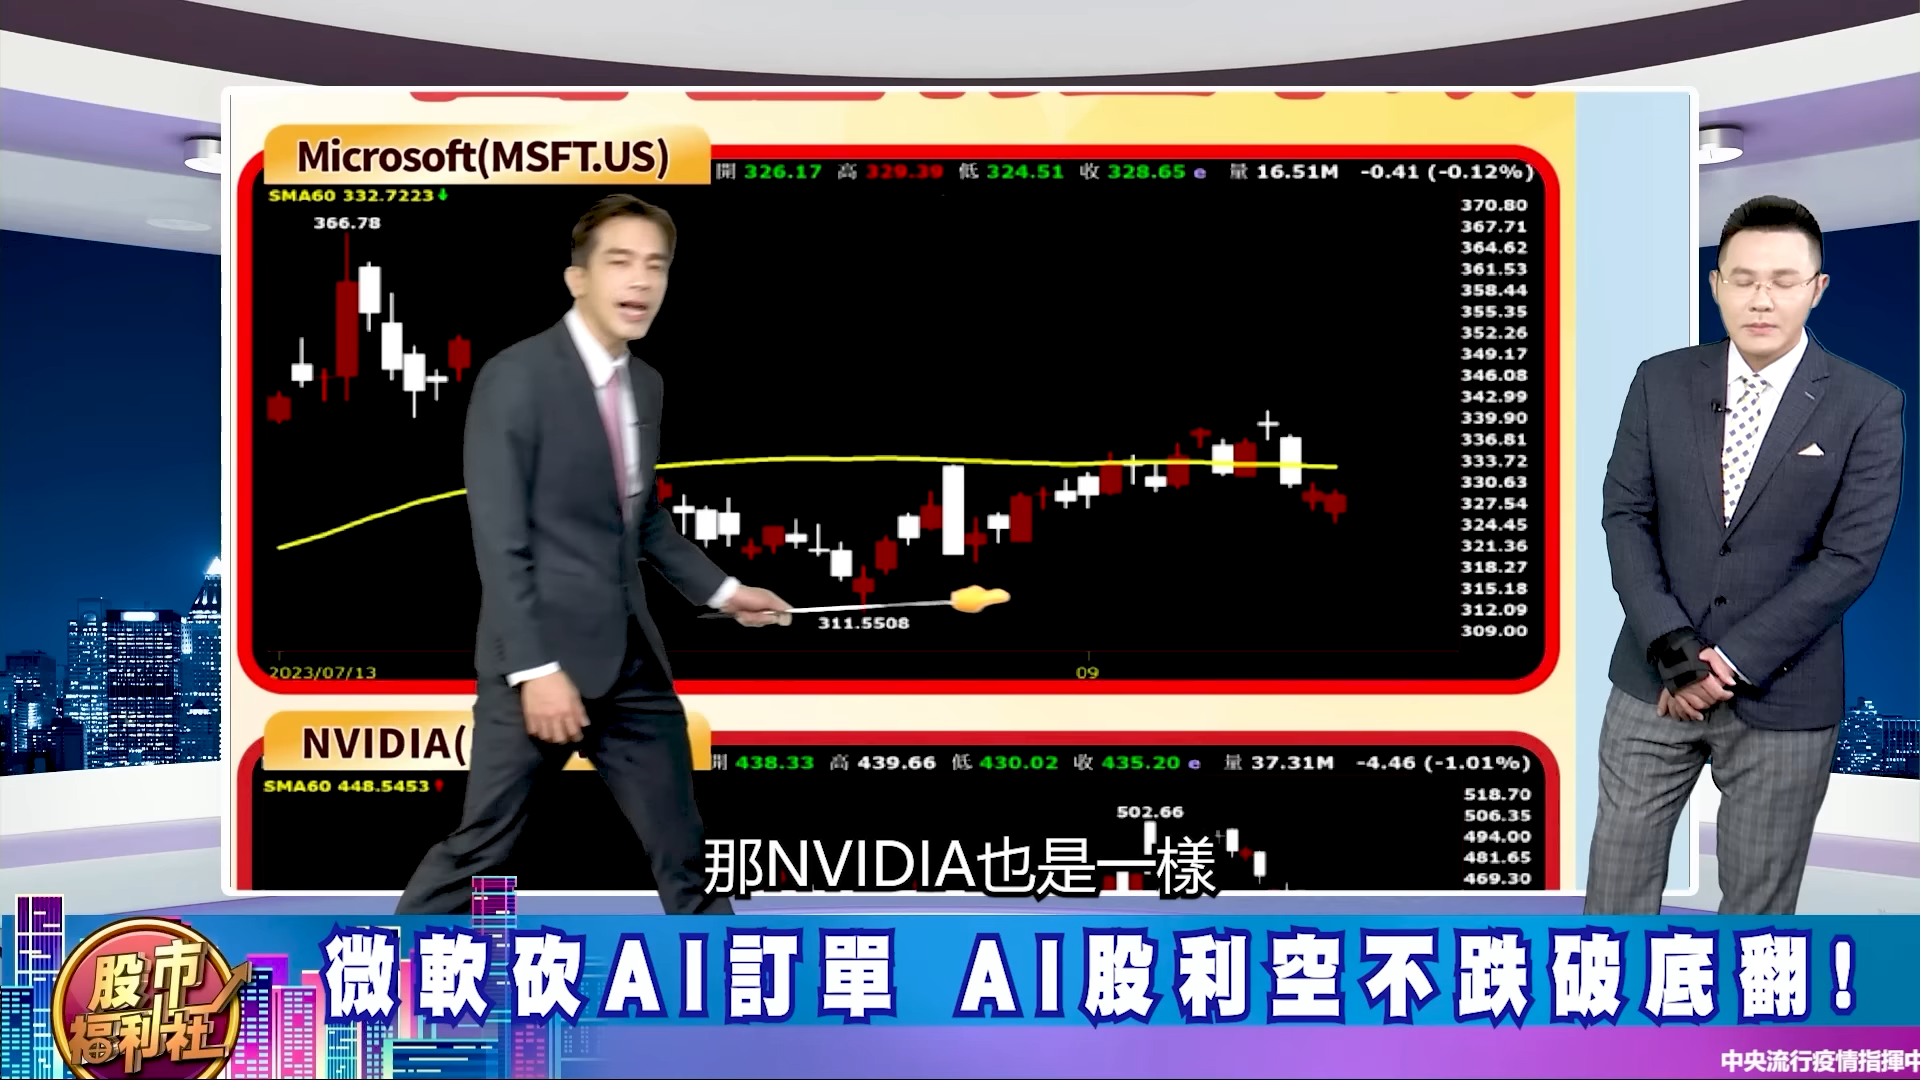 Microsoft(MSFT.US)
開 326.17 高 329.39 低 324.51 收 328.65 e 量 16.51M -0.41 (-0.12%)
SMA60 332.7223↓
366.78
370.80
367.71
364.62
361.53
358.44
355.35
352.26
349.17
346.08
342.99
339.90
336.81
333.72
330.63
327.54
324.45
321.36
318.27
315.18
312.09
309.00
311.5508
2023/07/13
09
NVIDIA(
開 438.33 高 439.66 低 430.02 收 435.20 e 量 37.31M -4.46 (-1.01%)
SMA60 448.5453↑
502.66
518.70
506.35
494.00
481.65
469.30
那NVIDIA也是一樣
微軟砍AI訂單 AI股利空不跌破底翻!
股市
福利社
中央流行疫情指揮中